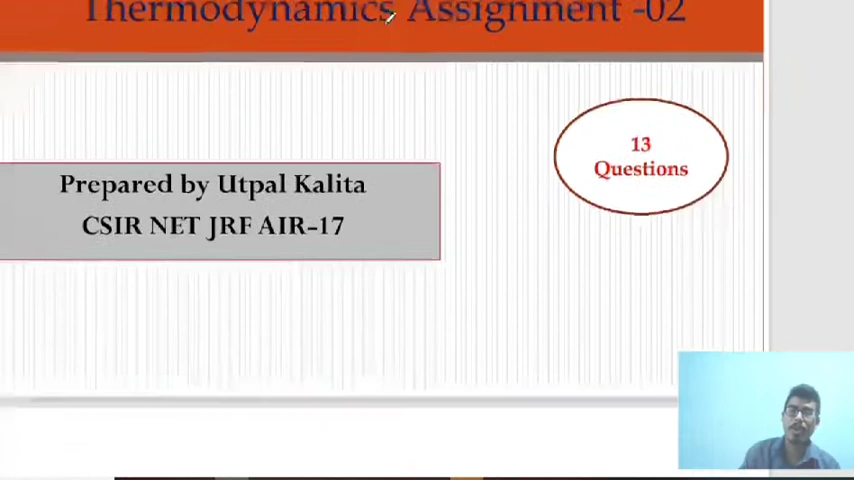 Thermodynamics Assignment -02
13
Questions
Prepared by Utpal Kalita
CSIR NET JRF AIR-17